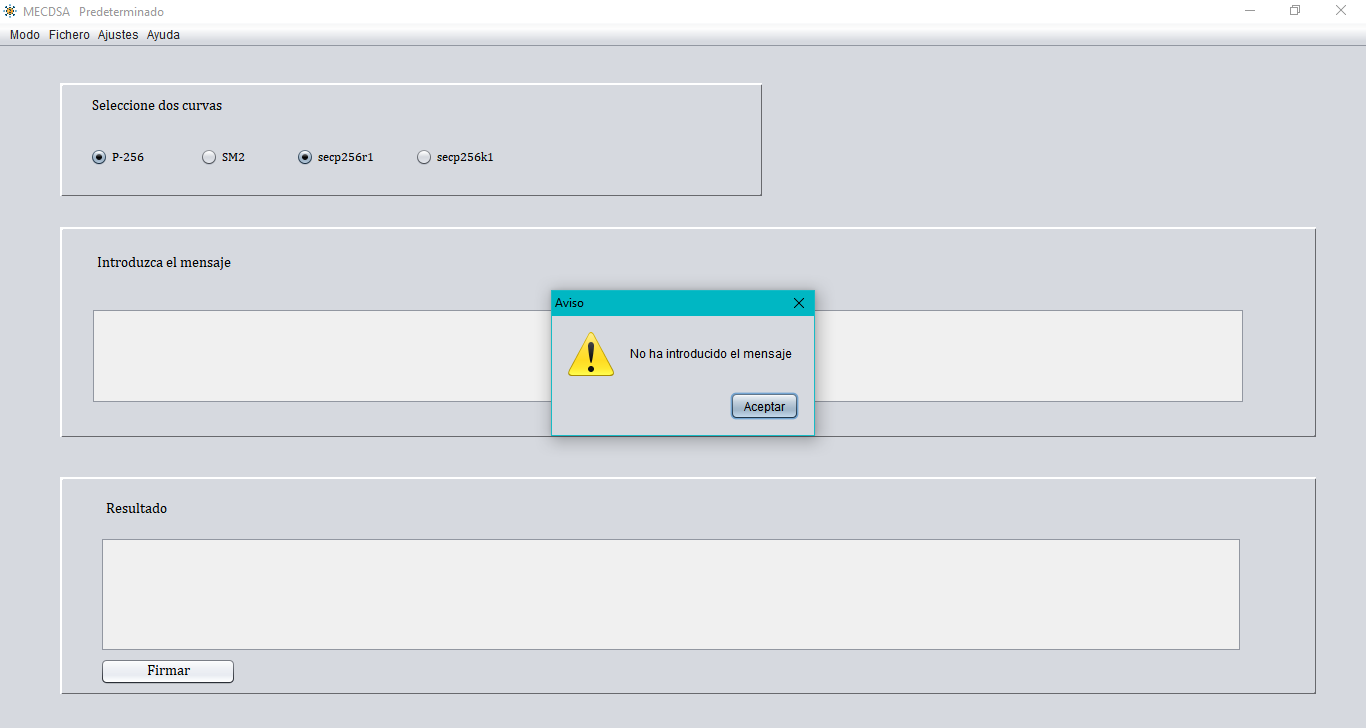 MECDSA Predeterminado
Modo Fichero Ajustes Ayuda
Seleccione dos curvas
P-256 SM2 secp256r1 secp256k1
Introduzca el mensaje
Aviso
No ha introducido el mensaje
Aceptar
Resultado
Firmar